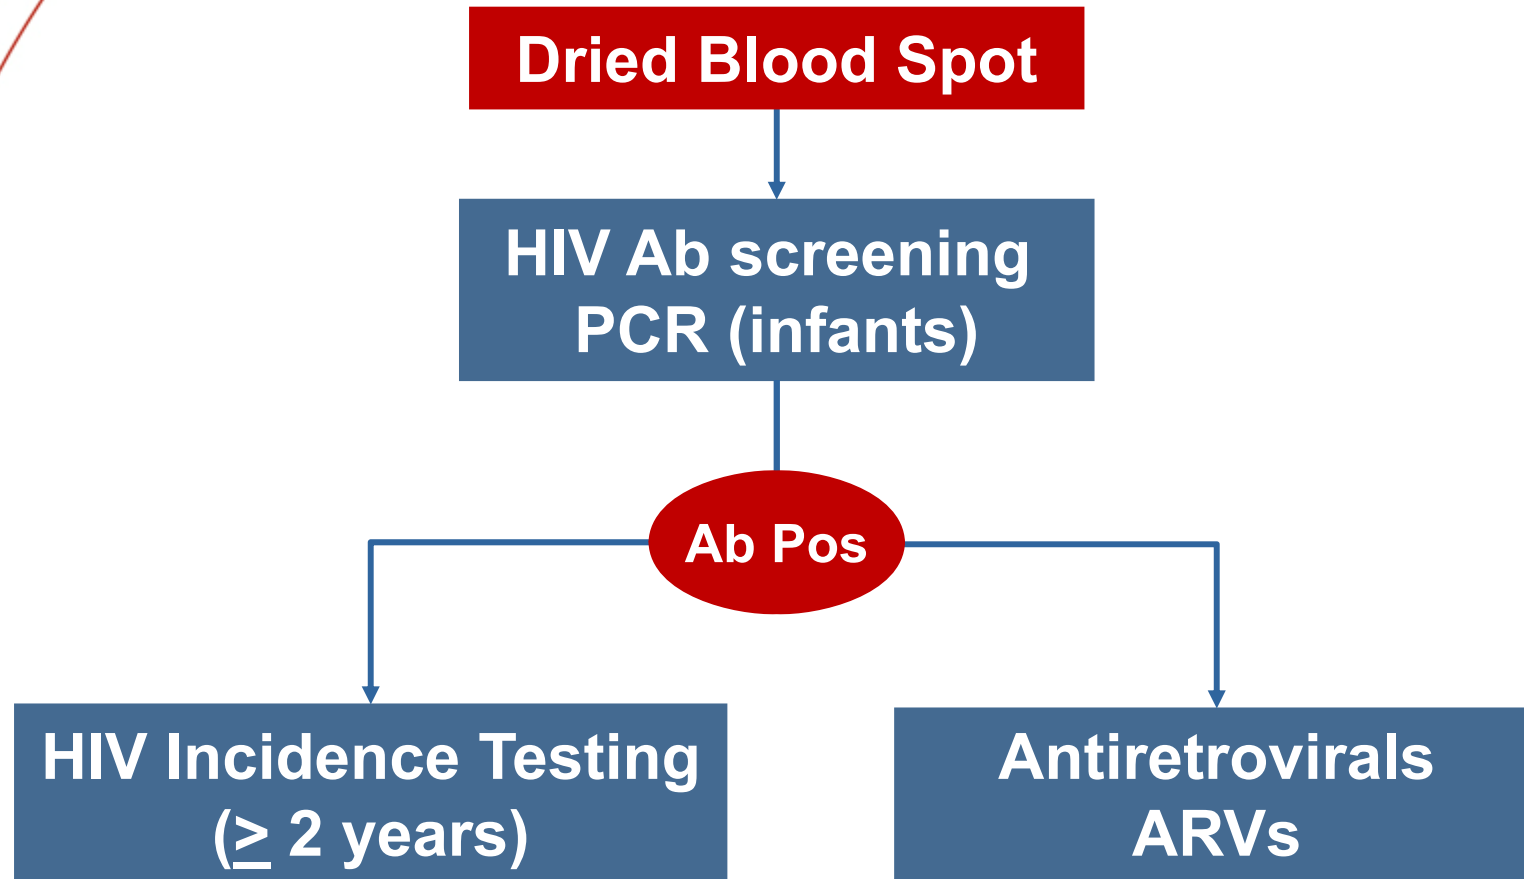 Dried Blood Spot
HIV Ab screening
PCR (infants)
Ab Pos
HIV Incidence Testing
(≥ 2 years)
Antiretrovirals
ARVs